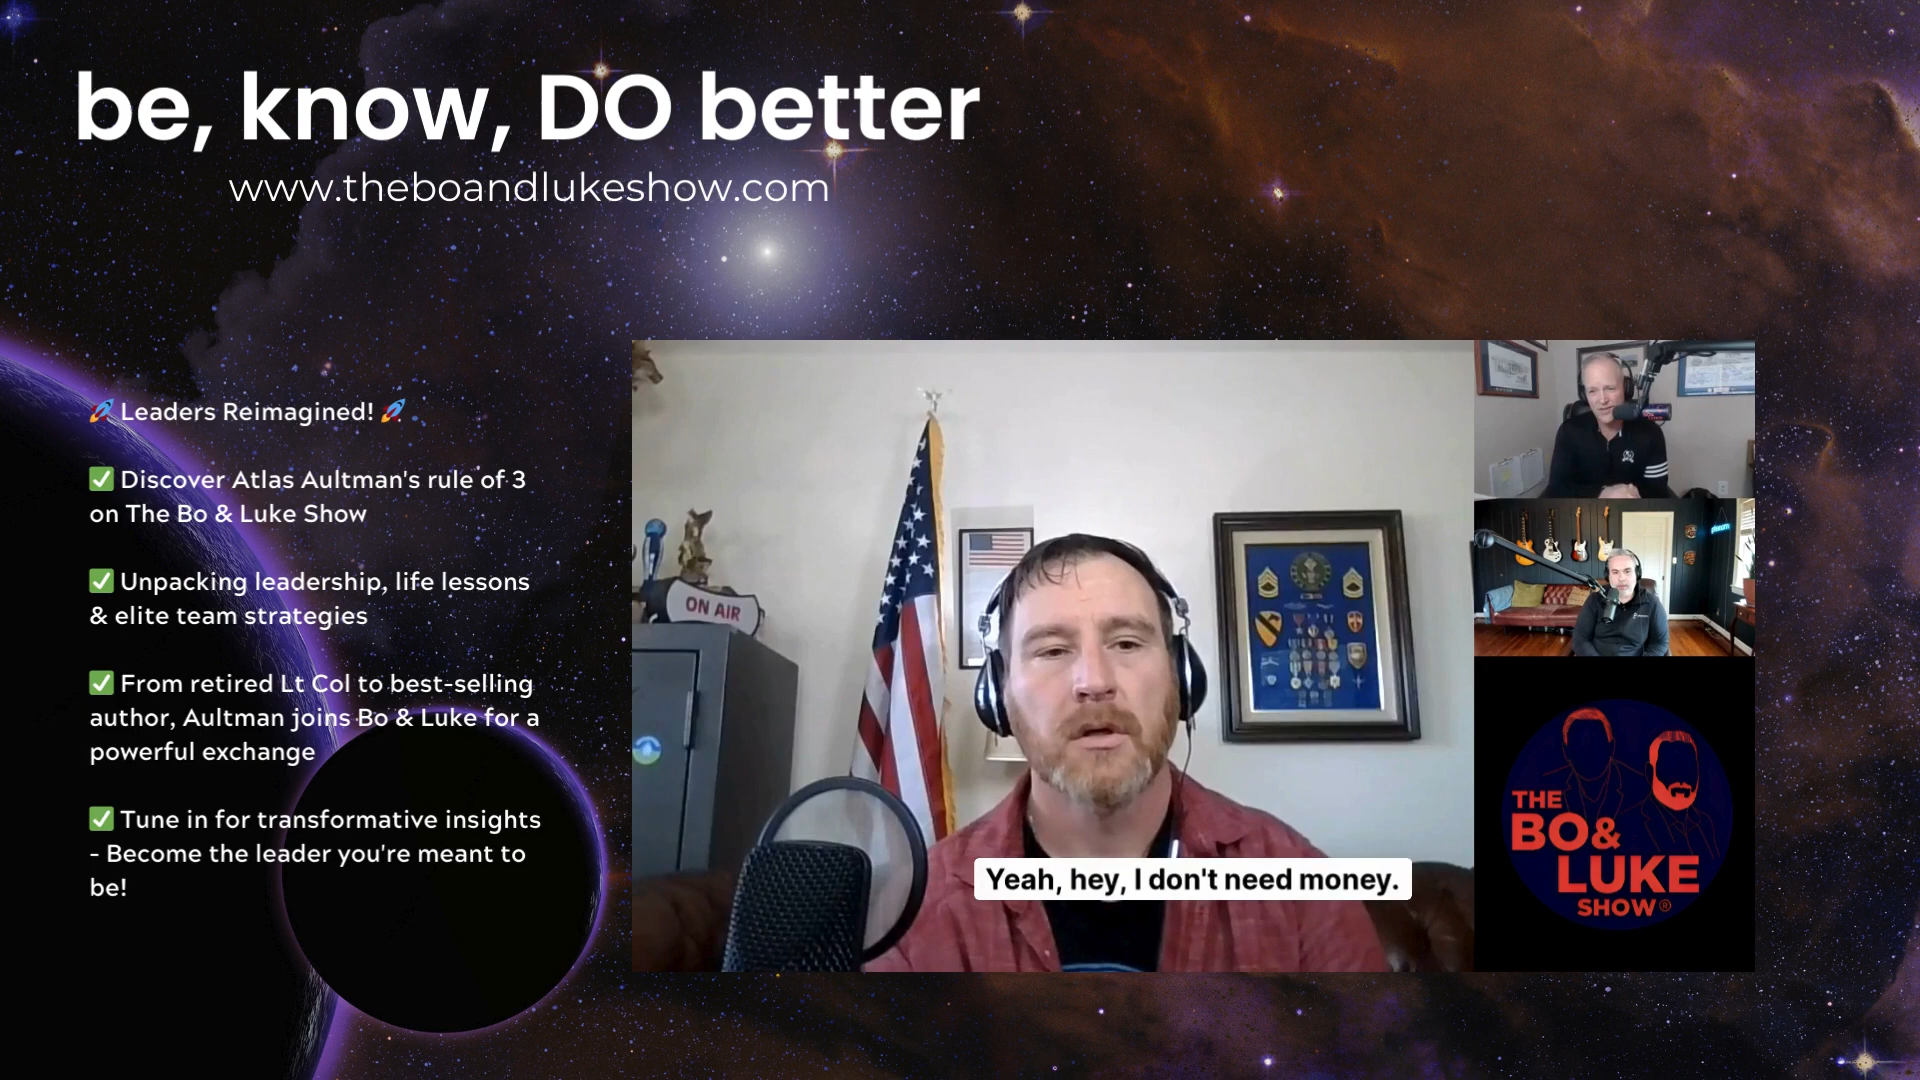 be, know, DO better
www.theboandlukeshow.com
🚀 Leaders Reimagined! 🚀
✅ Discover Atlas Aultman's rule of 3
on The Bo & Luke Show
✅ Unpacking leadership, life lessons
& elite team strategies
✅ From retired Lt Col to best-selling
author, Aultman joins Bo & Luke for a
powerful exchange
✅ Tune in for transformative insights
- Become the leader you're meant to
be!
ON AIR
Yeah, hey, I don't need money.
THE
BO&
LUKE
SHOW®